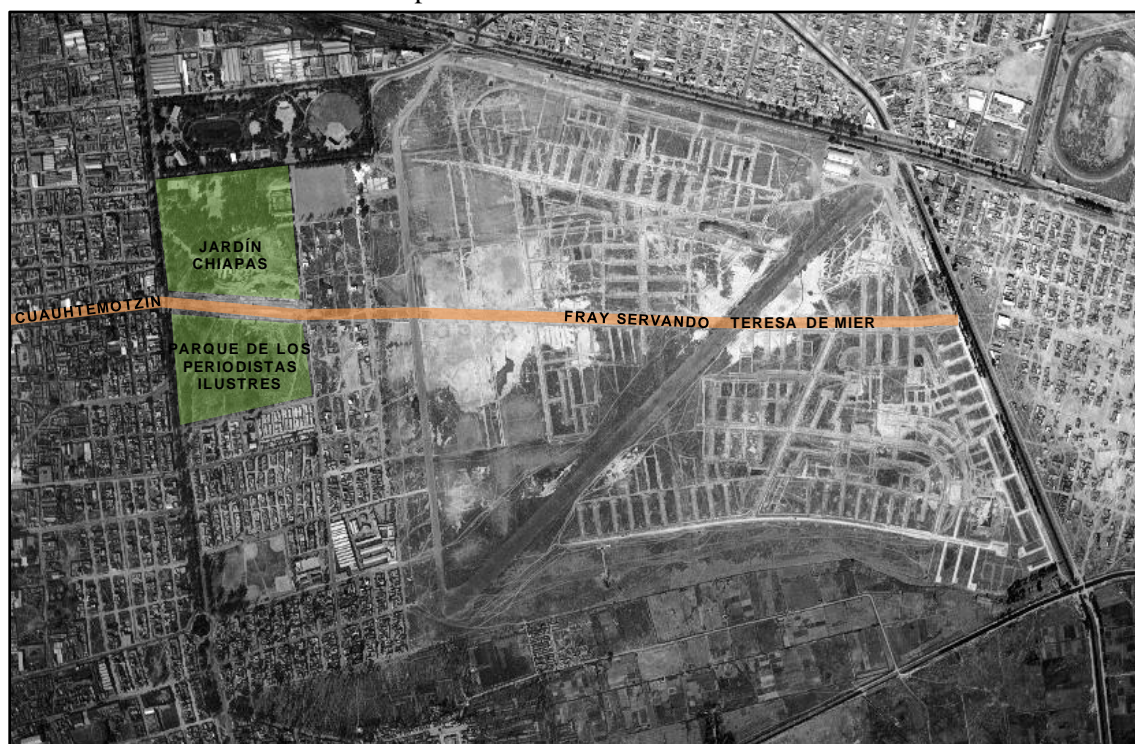 JARDÍN
CHIAPAS
CUAUHTEMOTZIN
FRAY SERVANDO TERESA DE MIER
PARQUE DE LOS
PERIODISTAS
ILUSTRES